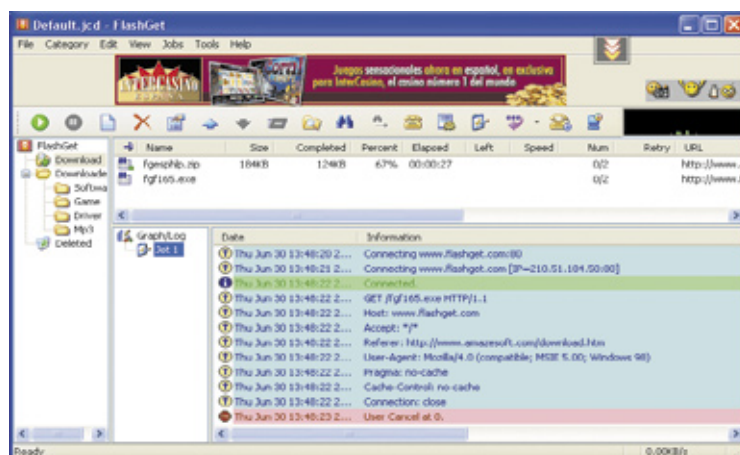 Default.jcd - FlashGet
File Category Edit View Jobs Tools Help
INTERCASINO
Juegos sensacionales ahora en español, en exclusiva
para InterCasino, el casino número 1 del mundo
FlashGet
Download
Downloade
Softwa
Game
Driver
Mp3
Deleted
Name Size Completed Percent Elapsed Left Speed Num Retry URL
184KB 124KB 67% 00:00:27 0/2 http://www.
fgf165.exe 0/2 http://www.
Graph/Log
Jet 1
Date Information
Thu Jun 30 13:48:20 2... Connecting www.flashget.com:80
Thu Jun 30 13:48:21 2... Connecting www.flashget.com [IP=210.51.184.50:80]
Thu Jun 30 13:48:22 2... Connected.
Thu Jun 30 13:48:22 2... GET /fgf165.exe HTTP/1.1
Thu Jun 30 13:48:22 2... Host: www.flashget.com
Thu Jun 30 13:48:22 2... Accept: */*
Thu Jun 30 13:48:22 2... Referer: http://www.amazesoft.com/download.htm
Thu Jun 30 13:48:22 2... User-Agent: Mozilla/4.0 (compatible; MSIE 5.00; Windows 98)
Thu Jun 30 13:48:22 2... Pragma: no-cache
Thu Jun 30 13:48:22 2... Cache-Control: no-cache
Thu Jun 30 13:48:22 2... Connection: close
Thu Jun 30 13:48:23 2... User Cancel at 0.
Ready 0.00KB/s